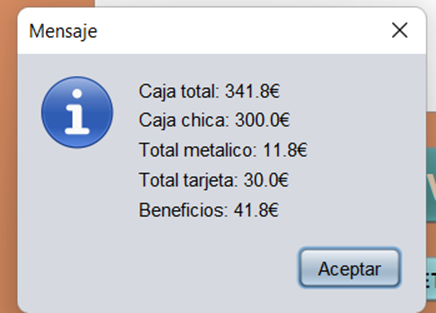 Mensaje
Caja total: 341.8€
Caja chica: 300.0€
Total metalico: 11.8€
Total tarjeta: 30.0€
Beneficios: 41.8€
Aceptar